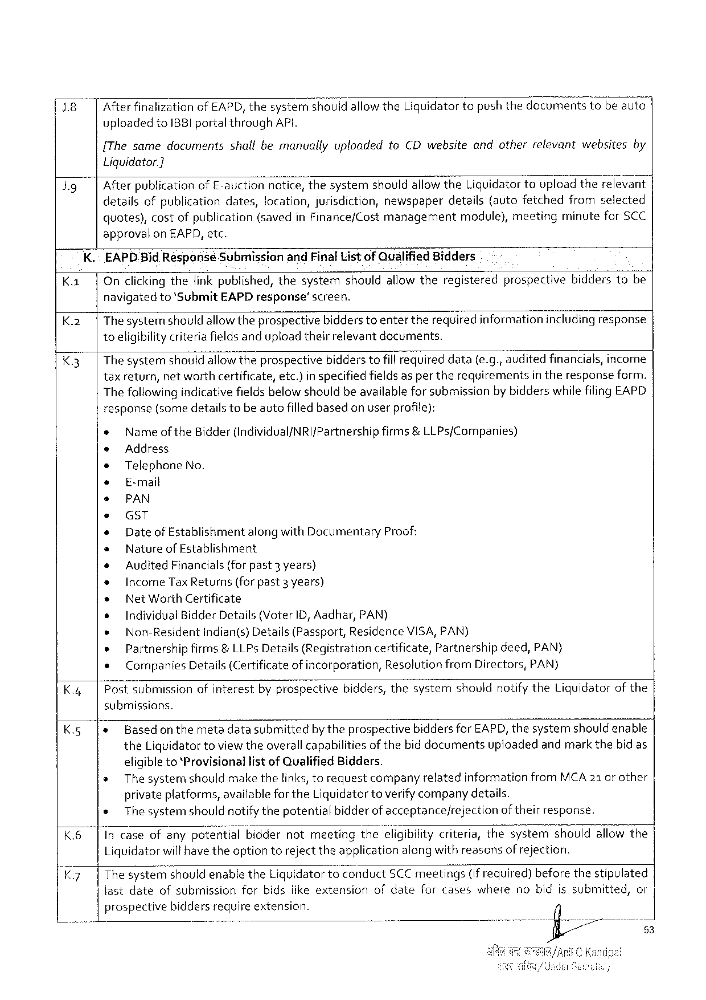 J.8 After finalization of EAPD, the system should allow the Liquidator to push the documents to be auto
uploaded to IBBI portal through API.
[The same documents shall be manually uploaded to CD website and other relevant websites by
Liquidator.]
J.9 After publication of E-auction notice, the system should allow the Liquidator to upload the relevant
details of publication dates, location, jurisdiction, newspaper details (auto fetched from selected
quotes), cost of publication (saved in Finance/Cost management module), meeting minute for SCC
approval on EAPD, etc.
K. EAPD Bid Response Submission and Final List of Qualified Bidders
K.1 On clicking the link published, the system should allow the registered prospective bidders to be
navigated to 'Submit EAPD response' screen.
K.2 The system should allow the prospective bidders to enter the required information including response
to eligibility criteria fields and upload their relevant documents.
K.3 The system should allow the prospective bidders to fill required data (e.g., audited financials, income
tax return, net worth certificate, etc.) in specified fields as per the requirements in the response form.
The following indicative fields below should be available for submission by bidders while filing EAPD
response (some details to be auto filled based on user profile):
• Name of the Bidder (Individual/NRI/Partnership firms & LLPs/Companies)
• Address
• Telephone No.
• E-mail
• PAN
• GST
• Date of Establishment along with Documentary Proof:
• Nature of Establishment
• Audited Financials (for past 3 years)
• Income Tax Returns (for past 3 years)
• Net Worth Certificate
• Individual Bidder Details (Voter ID, Aadhar, PAN)
• Non-Resident Indian(s) Details (Passport, Residence VISA, PAN)
• Partnership firms & LLPs Details (Registration certificate, Partnership deed, PAN)
• Companies Details (Certificate of incorporation, Resolution from Directors, PAN)
K.4 Post submission of interest by prospective bidders, the system should notify the Liquidator of the
submissions.
K.5 • Based on the meta data submitted by the prospective bidders for EAPD, the system should enable
the Liquidator to view the overall capabilities of the bid documents uploaded and mark the bid as
eligible to 'Provisional list of Qualified Bidders.
• The system should make the links, to request company related information from MCA 21 or other
private platforms, available for the Liquidator to verify company details.
• The system should notify the potential bidder of acceptance/rejection of their response.
K.6 In case of any potential bidder not meeting the eligibility criteria, the system should allow the
Liquidator will have the option to reject the application along with reasons of rejection.
K.7 The system should enable the Liquidator to conduct SCC meetings (if required) before the stipulated
last date of submission for bids like extension of date for cases where no bid is submitted, or
prospective bidders require extension.
53
अनिल चन्द्र काण्डपाल/Anil C Kandpal
सचिव/Under Secretary